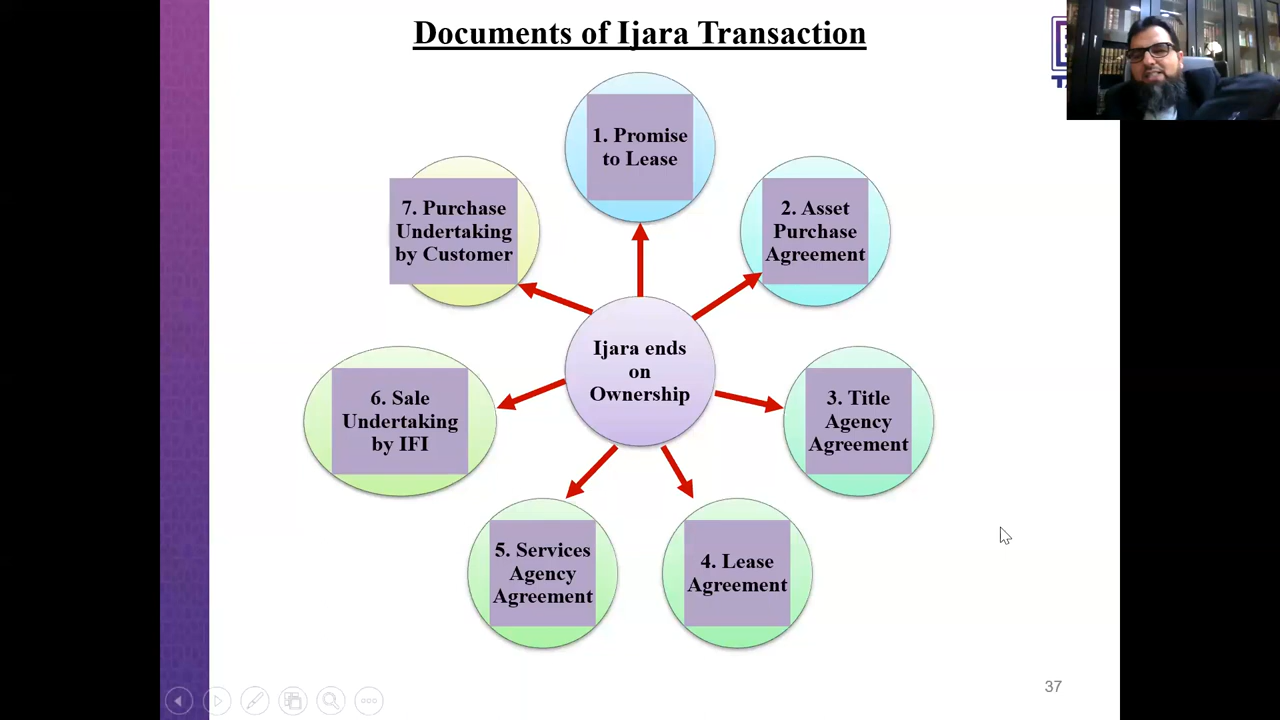 Documents of Ijara Transaction
1. Promise
to Lease
2. Asset
Purchase
Agreement
3. Title
Agency
Agreement
4. Lease
Agreement
5. Services
Agency
Agreement
6. Sale
Undertaking
by IFI
7. Purchase
Undertaking
by Customer
Ijara ends
on
Ownership
37